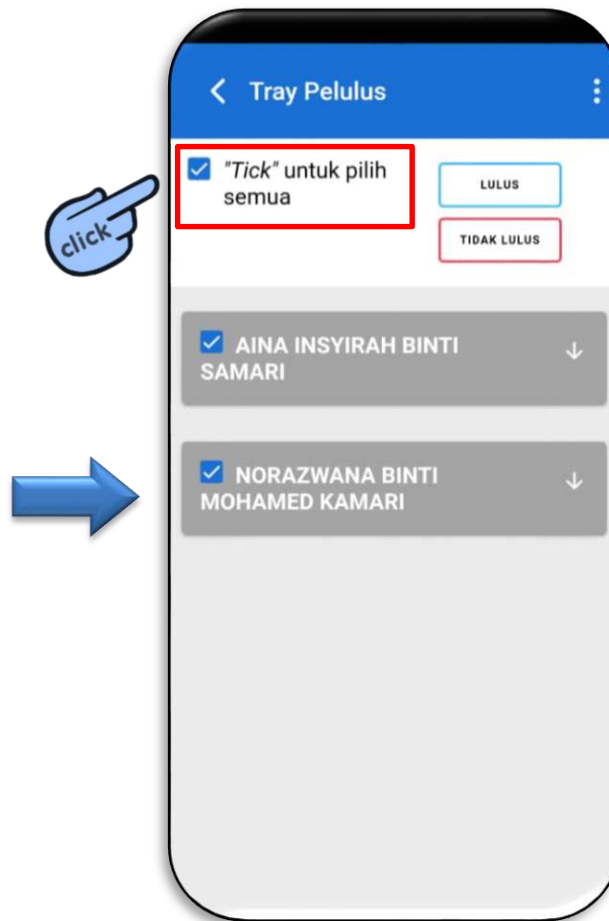 Tray Pelulus
"Tick" untuk pilih
semua
LULUS
TIDAK LULUS
click
AINA INSYIRAH BINTI
SAMARI
NORAZWANA BINTI
MOHAMED KAMARI